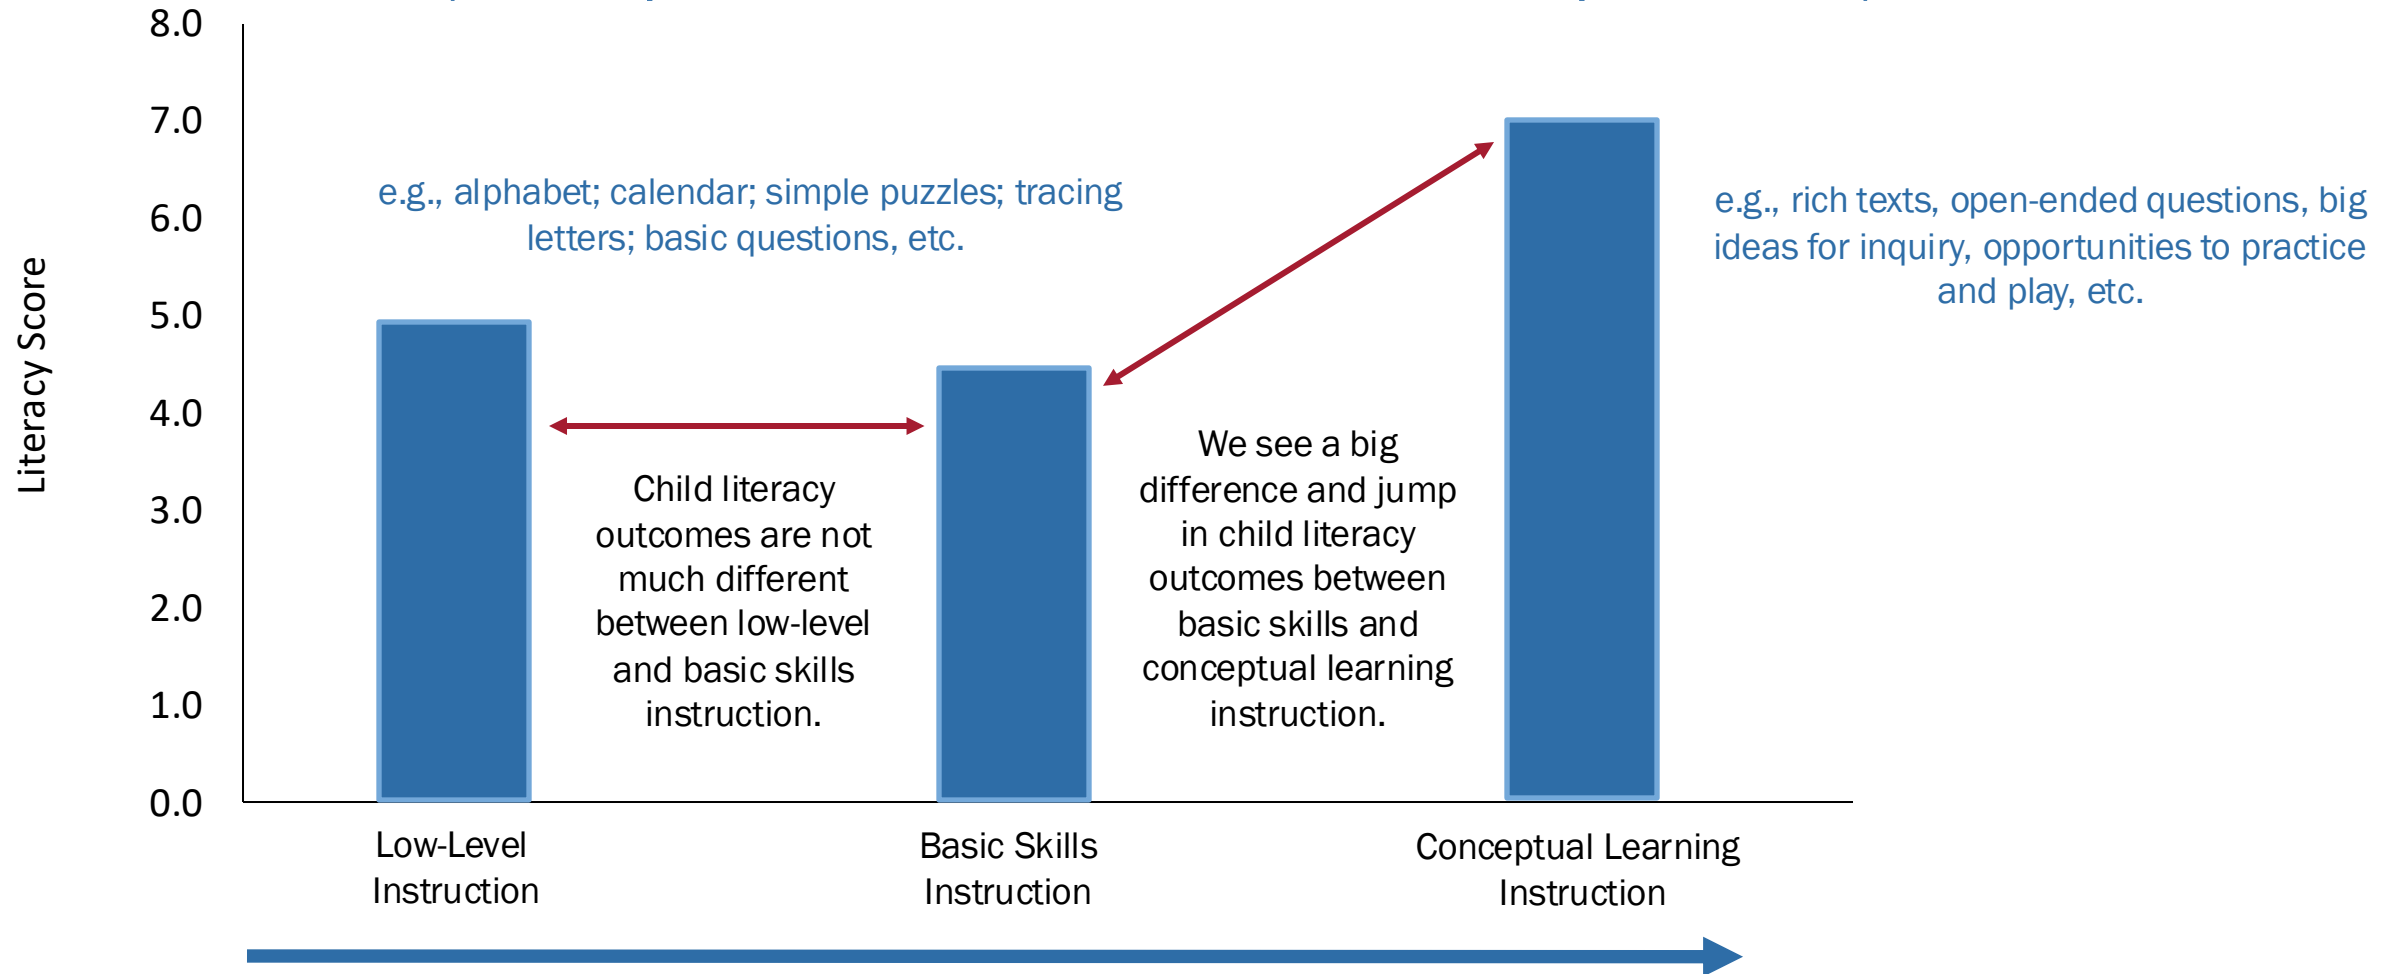 8.0
7.0
6.0
5.0
4.0
3.0
2.0
1.0
0.0
Literacy Score
e.g., alphabet; calendar; simple puzzles; tracing
letters; basic questions, etc.
e.g., rich texts, open-ended questions, big
ideas for inquiry, opportunities to practice
and play, etc.
Child literacy
outcomes are not
much different
between low-level
and basic skills
instruction.
We see a big
difference and jump
in child literacy
outcomes between
basic skills and
conceptual learning
instruction.
Low-Level
Instruction
Basic Skills
Instruction
Conceptual Learning
Instruction